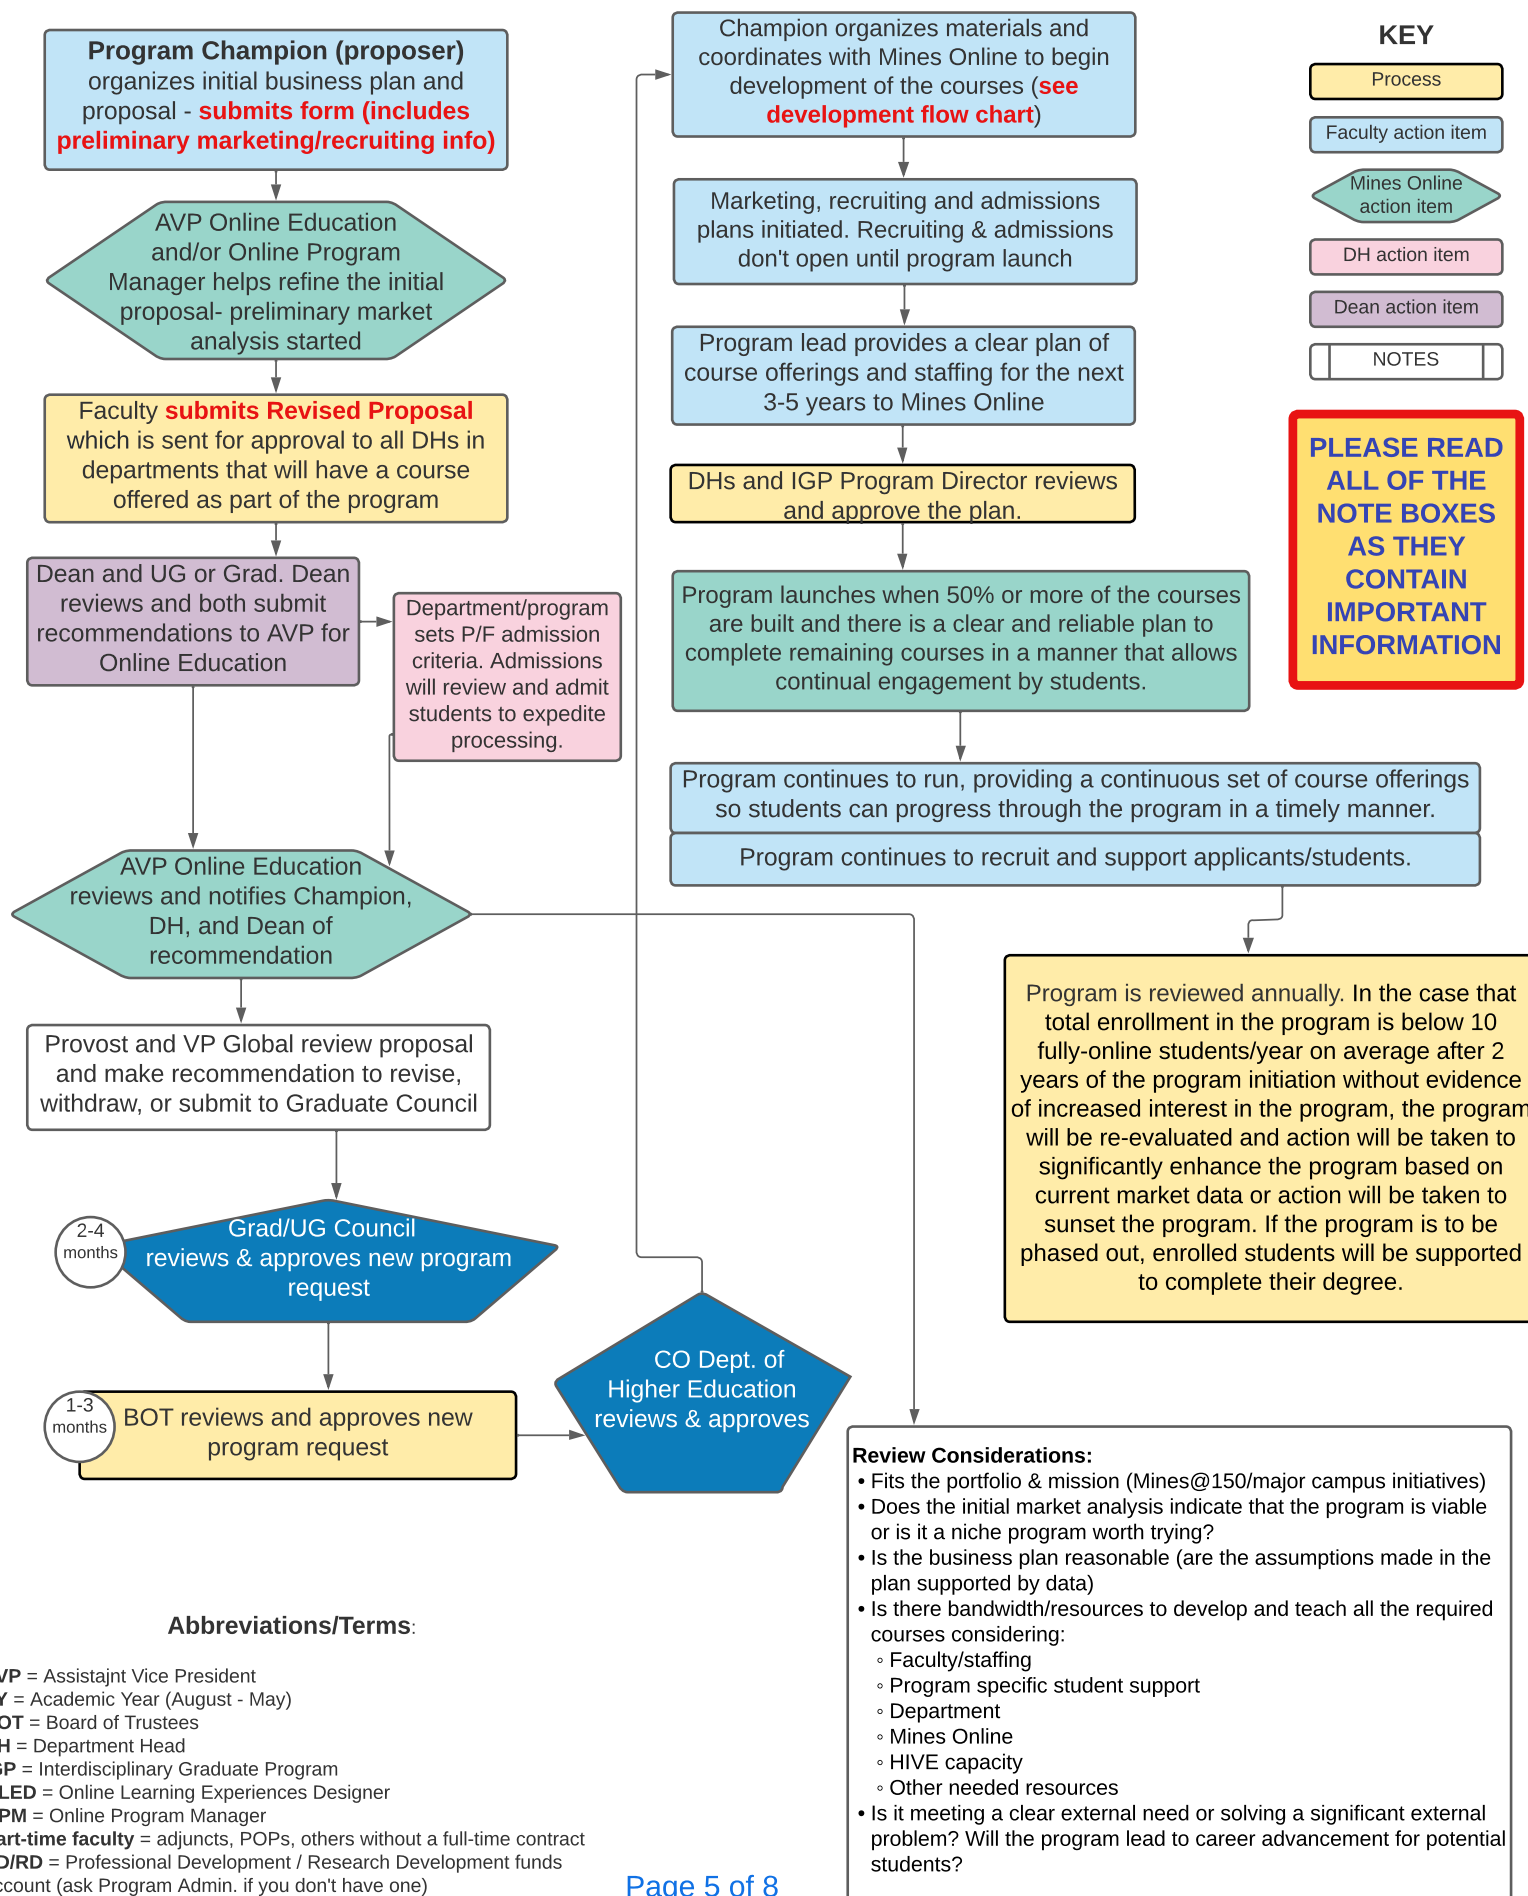 Program Champion (proposer)
organizes initial business plan and
proposal - submits form (includes
preliminary marketing/recruiting info)
AVP Online Education
and/or Online Program
Manager helps refine the initial
proposal- preliminary market
analysis started
Faculty submits Revised Proposal
which is sent for approval to all DHs in
departments that will have a course
offered as part of the program
Dean and UG or Grad. Dean
reviews and both submit
recommendations to AVP for
Online Education
Department/program
sets P/F admission
criteria. Admissions
will review and admit
students to expedite
processing.
AVP Online Education
reviews and notifies Champion,
DH, and Dean of
recommendation
Provost and VP Global review proposal
and make recommendation to revise,
withdraw, or submit to Graduate Council
2-4
months
Grad/UG Council
reviews & approves new program
request
1-3
months
BOT reviews and approves new
program request
CO Dept. of
Higher Education
reviews & approves
Champion organizes materials and
coordinates with Mines Online to begin
development of the courses (see
development flow chart)
Marketing, recruiting and admissions
plans initiated. Recruiting & admissions
don't open until program launch
Program lead provides a clear plan of
course offerings and staffing for the next
3-5 years to Mines Online
DHs and IGP Program Director reviews
and approve the plan.
Program launches when 50% or more of the courses
are built and there is a clear and reliable plan to
complete remaining courses in a manner that allows
continual engagement by students.
Program continues to run, providing a continuous set of course offerings
so students can progress through the program in a timely manner.
Program continues to recruit and support applicants/students.
Program is reviewed annually. In the case that
total enrollment in the program is below 10
fully-online students/year on average after 2
years of the program initiation without evidence
of increased interest in the program, the program
will be re-evaluated and action will be taken to
significantly enhance the program based on
current market data or action will be taken to
sunset the program. If the program is to be
phased out, enrolled students will be supported
to complete their degree.
KEY
Process
Faculty action item
Mines Online
action item
DH action item
Dean action item
NOTES
PLEASE READ
ALL OF THE
NOTE BOXES
AS THEY
CONTAIN
IMPORTANT
INFORMATION
Review Considerations:
• Fits the portfolio & mission (Mines@150/major campus initiatives)
• Does the initial market analysis indicate that the program is viable
or is it a niche program worth trying?
• Is the business plan reasonable (are the assumptions made in the
plan supported by data)
• Is there bandwidth/resources to develop and teach all the required
courses considering:
◦ Faculty/staffing
◦ Program specific student support
◦ Department
◦ Mines Online
◦ HIVE capacity
◦ Other needed resources
• Is it meeting a clear external need or solving a significant external
problem? Will the program lead to career advancement for potential
students?
Abbreviations/Terms:
VP = Assistajnt Vice President
Y = Academic Year (August - May)
OT = Board of Trustees
H = Department Head
GP = Interdisciplinary Graduate Program
LED = Online Learning Experiences Designer
PM = Online Program Manager
art-time faculty = adjuncts, POPs, others without a full-time contract
D/RD = Professional Development / Research Development funds
ccount (ask Program Admin. if you don't have one)
Page 5 of 8